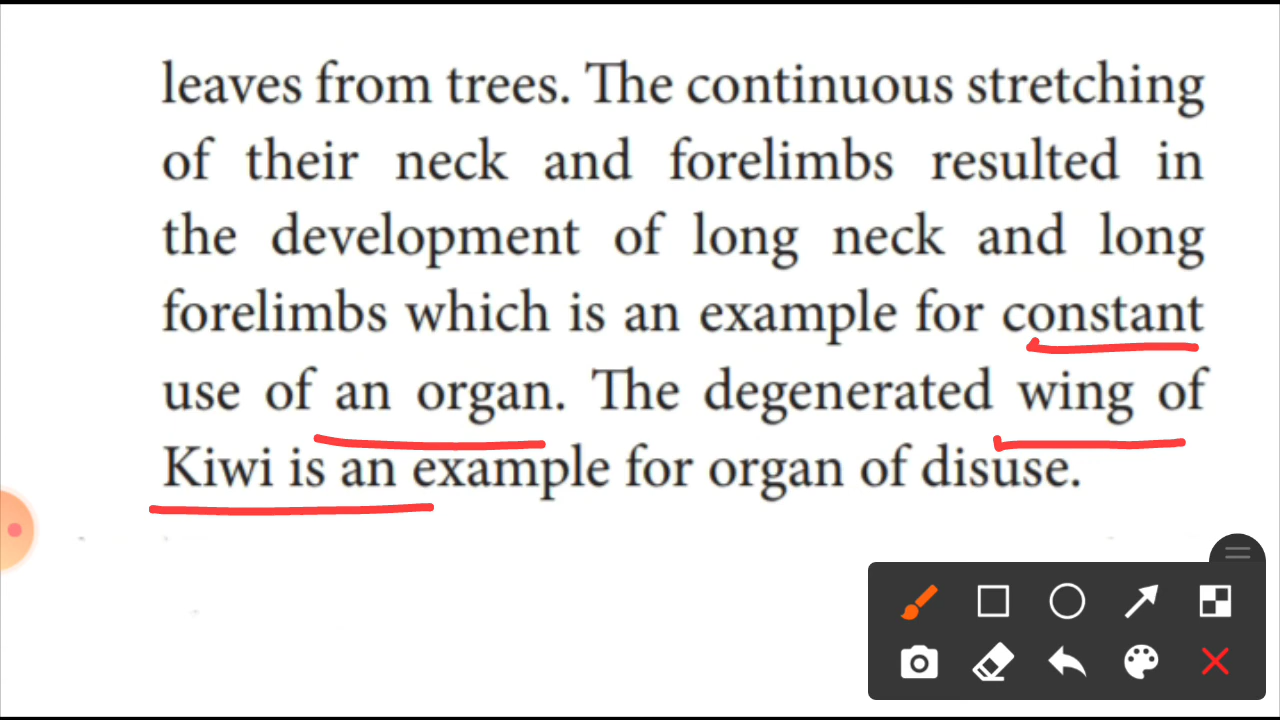 leaves from trees. The continuous stretching
of their neck and forelimbs resulted in
the development of long neck and long
forelimbs which is an example for constant
use of an organ. The degenerated wing of
Kiwi is an example for organ of disuse.